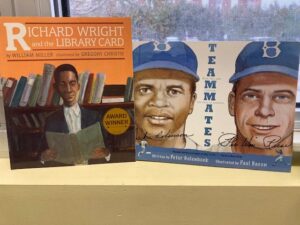 RICHARD WRIGHT
and the LIBRARY CARD
by WILLIAM MILLER illustrated by GREGORY CHRISTIE
AWARD
WINNER
B
B
TEAMMATES
Written by Peter Golenbock
Illustrated by Paul Bacon